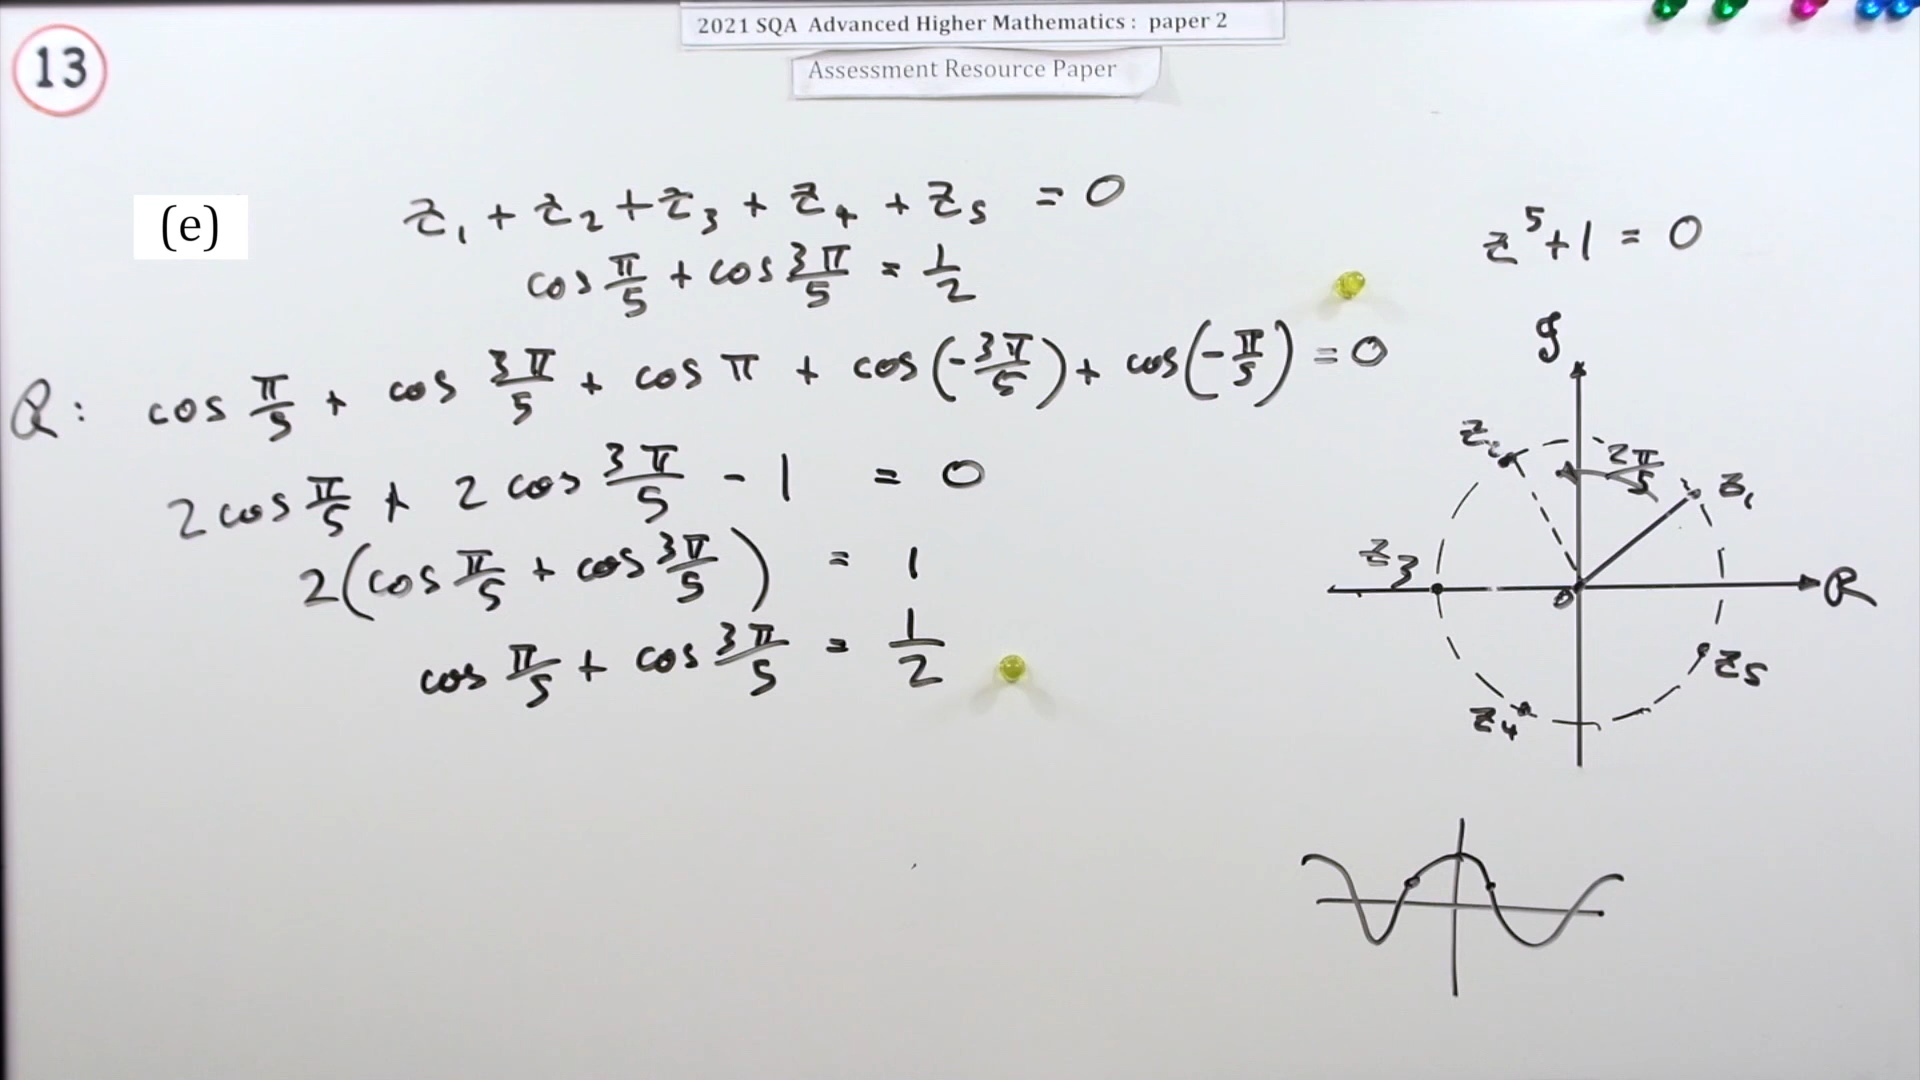 2021 SQA Advanced Higher Mathematics : paper 2
Assessment Resource Paper
13
(e)
z₁ + z₂ + z₃ + z₄ + z₅ = 0
cos π/5 + cos 3π/5 = 1/2
R: cos π/5 + cos 3π/5 + cos π + cos(-3π/5) + cos(-π/5) = 0
2cos π/5 + 2cos 3π/5 - 1 = 0
2(cos π/5 + cos 3π/5) = 1
cos π/5 + cos 3π/5 = 1/2
z⁵+1 = 0
z₂
2π/5
z₁
z₃
0
R
z₅
z₄